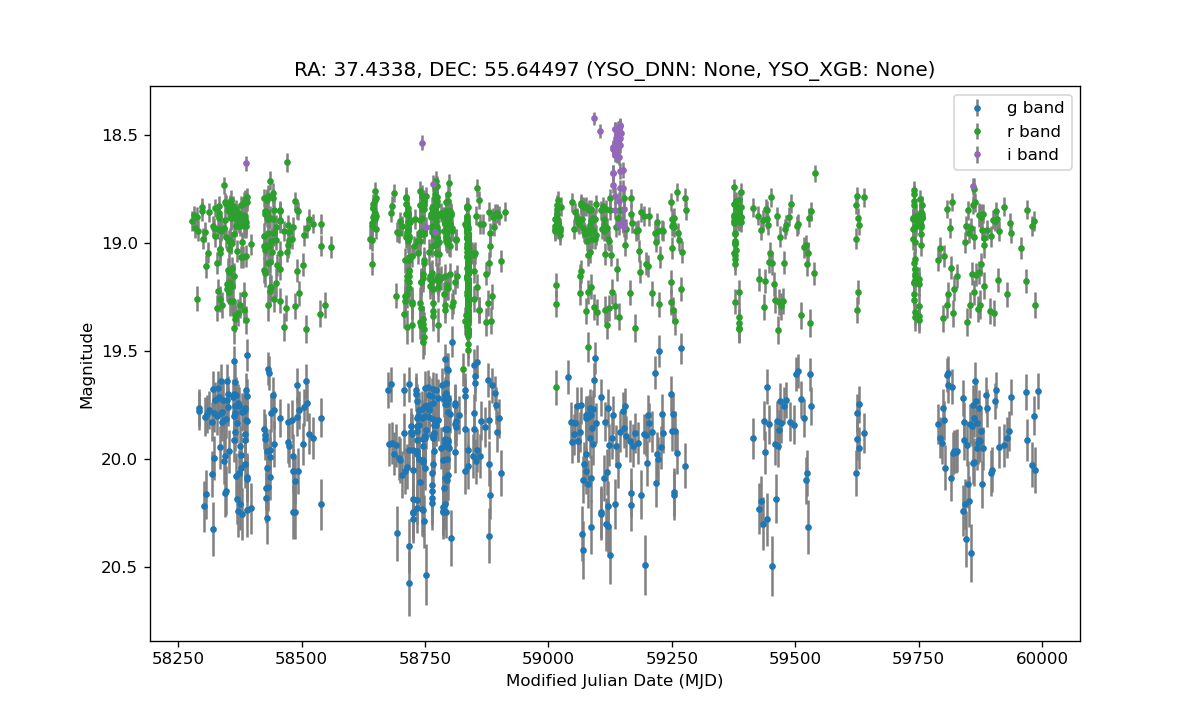 RA: 37.4338, DEC: 55.64497 (YSO_DNN: None, YSO_XGB: None)
g band
r band
i band
18.5
19.0
19.5
20.0
20.5
Magnitude
58250 58500 58750 59000 59250 59500 59750 60000
Modified Julian Date (MJD)